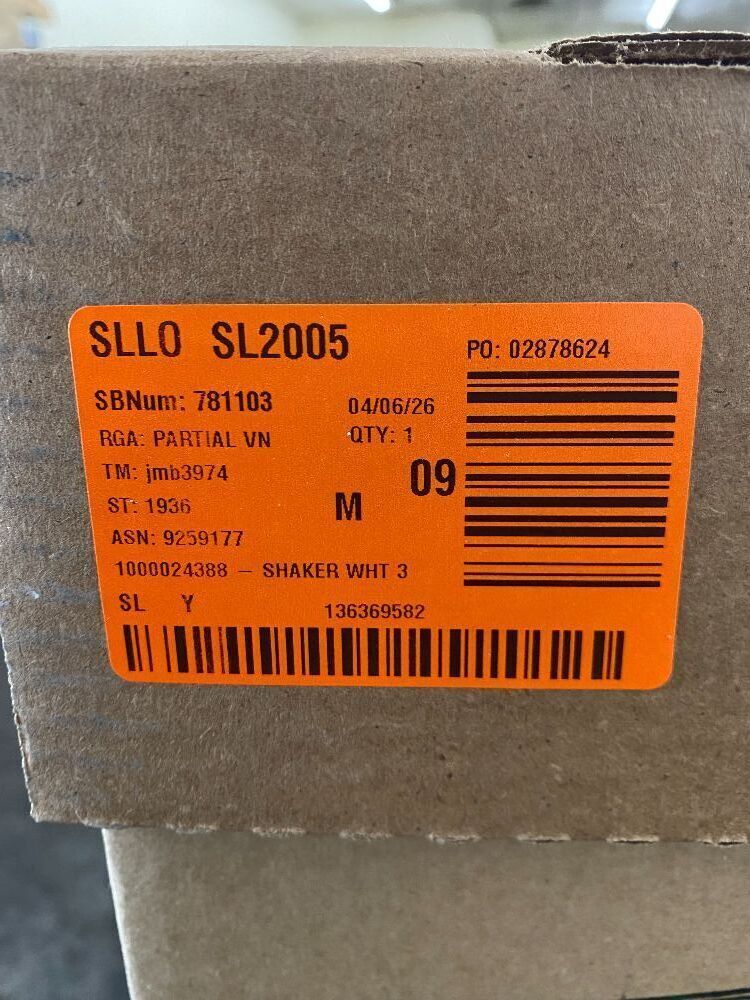 SLLO SL2005
PO: 02878624
SBNum: 781103
04/06/26
RGA: PARTIAL VN
QTY: 1
TM: jmb3974
09
ST: 1936
M
ASN: 9259177
1000024388 – SHAKER WHT 3
SL Y
136369582